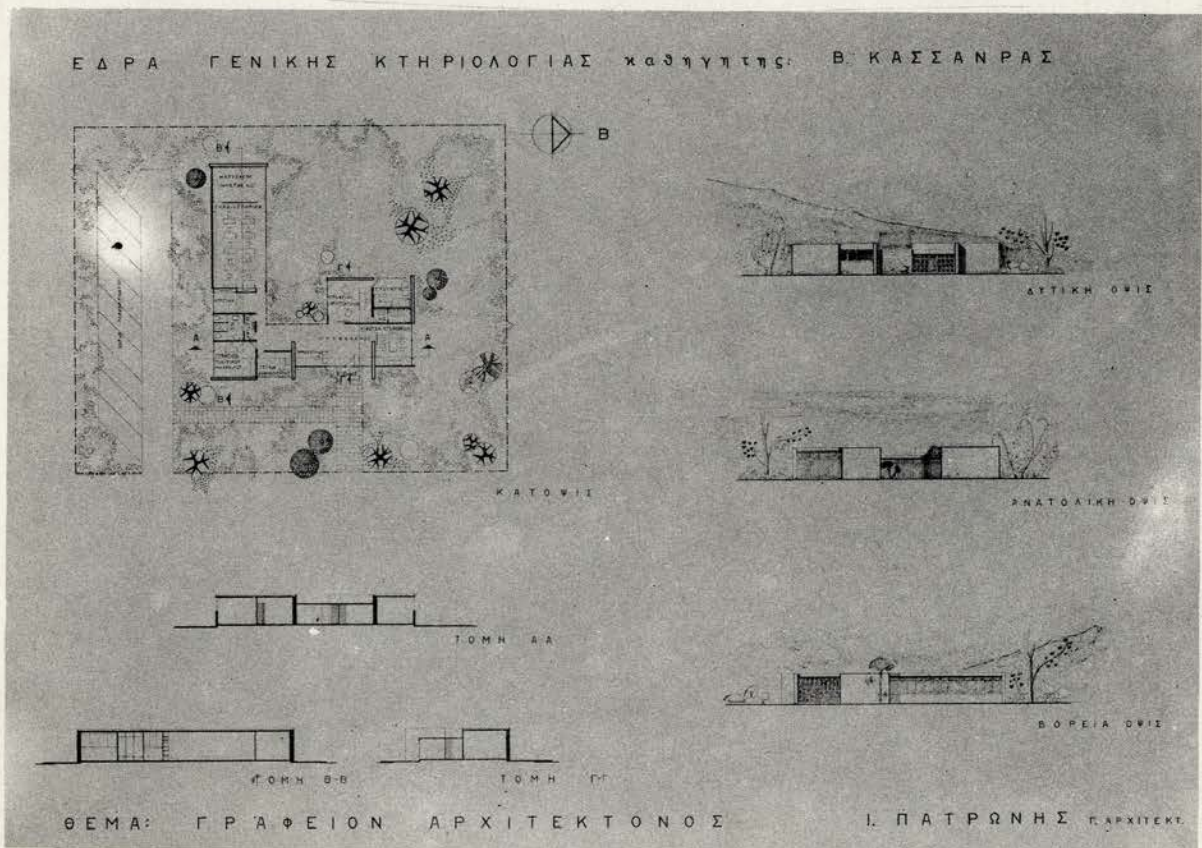 ΕΔΡΑ ΓΕΝΙΚΗΣ ΚΤΗΡΙΟΛΟΓΙΑΣ καθηγητης: Β ΚΑΣΣΑΝΡΑΣ
Β
Β
Γ
Α
Α
Β
ΚΑΤΟΨΙΣ
ΔΥΤΙΚΗ ΟΨΙΣ
ΑΝΑΤΟΛΙΚΗ ΟΨΙΣ
ΤΟΜΗ ΑΑ
ΒΟΡΕΙΑ ΟΨΙΣ
ΤΟΜΗ Β-Β
ΤΟΜΗ Γ-Γ
ΘΕΜΑ: ΓΡΑΦΕΙΟΝ ΑΡΧΙΤΕΚΤΟΝΟΣ
Ι. ΠΑΤΡΩΝΗΣ Γ. ΑΡΧΙΤΕΚΤ.